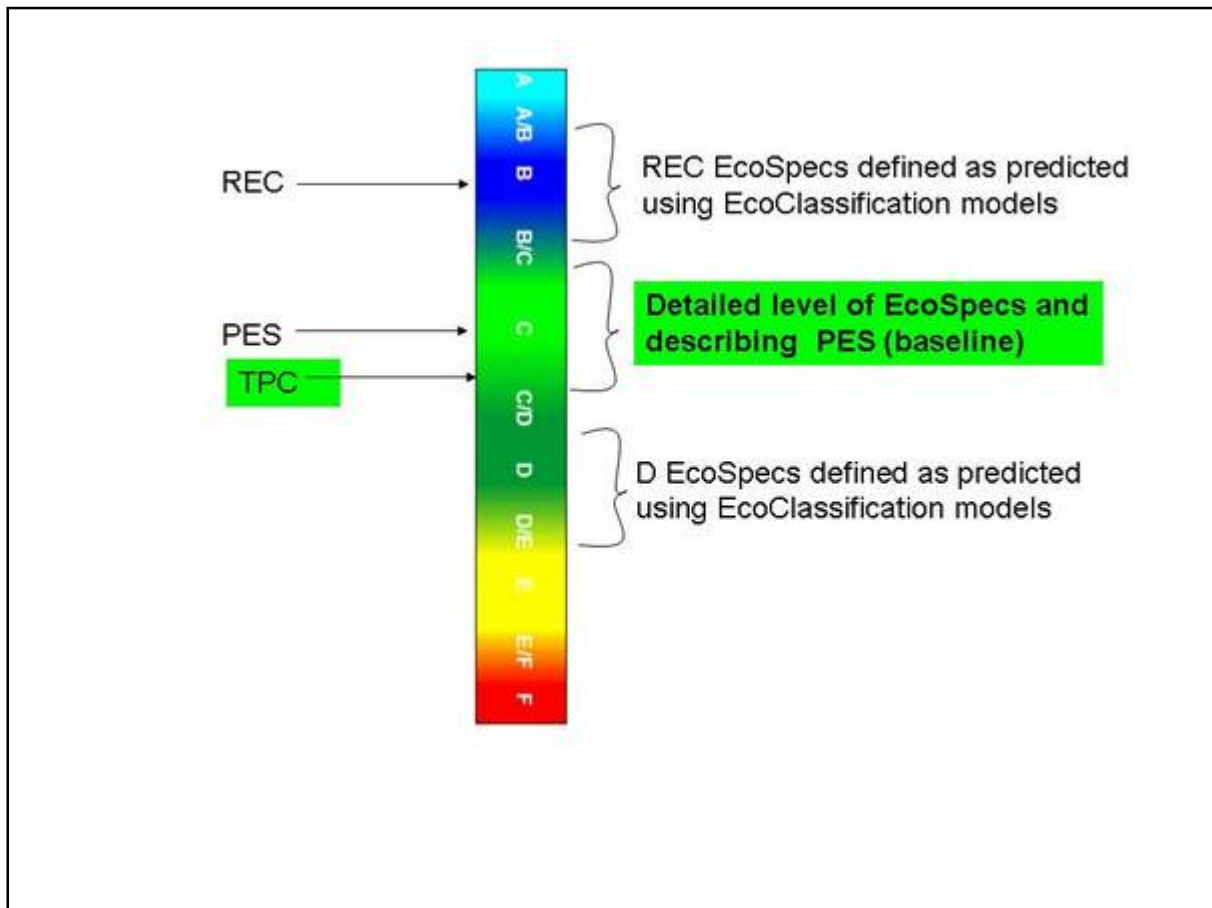 A
A/B
REC
B
REC EcoSpecs defined as predicted
using EcoClassification models
B/C
PES
C
Detailed level of EcoSpecs and
describing PES (baseline)
TPC
C/D
D
D EcoSpecs defined as predicted
using EcoClassification models
D/E
E
E/F
F